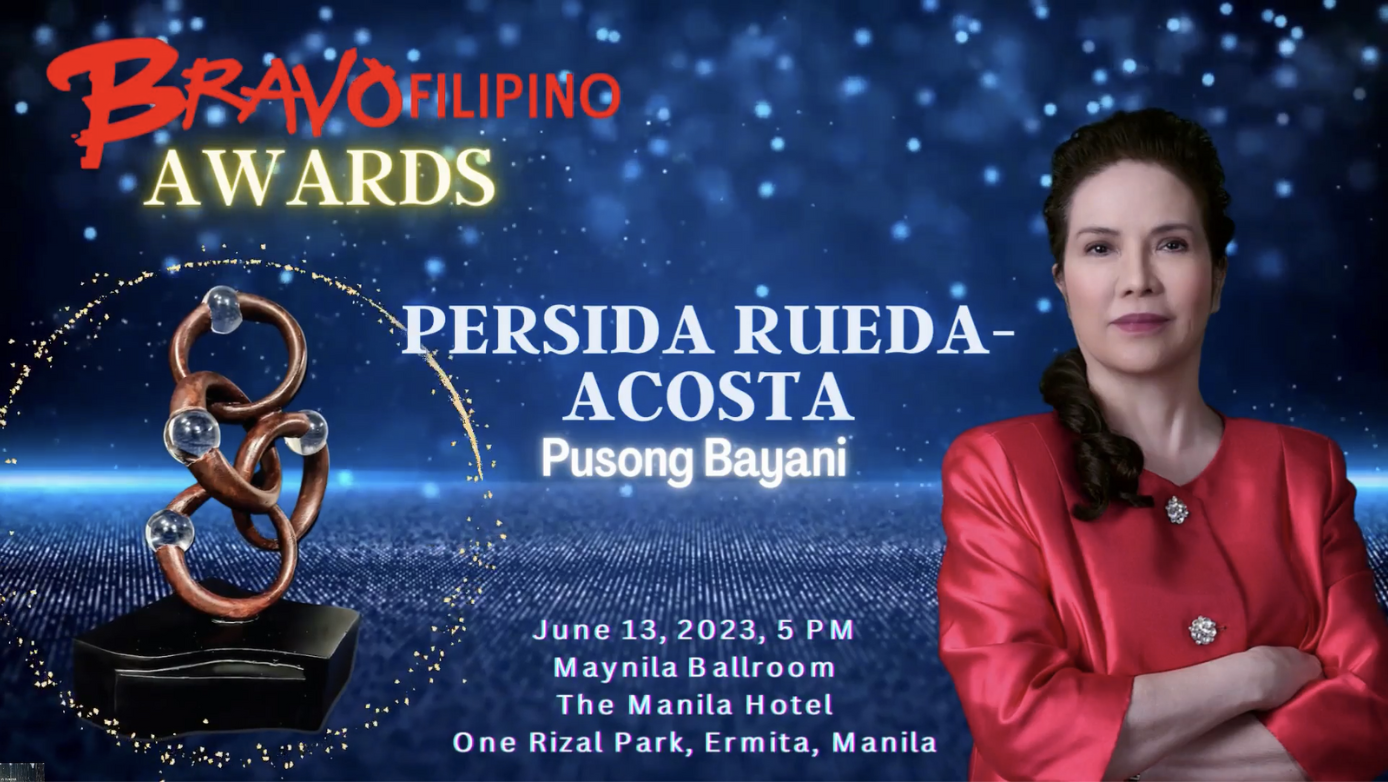 BRAVO FILIPINO
AWARDS
PERSIDA RUEDA-
ACOSTA
Pusong Bayani
June 13, 2023, 5 PM
Maynila Ballroom
The Manila Hotel
One Rizal Park, Ermita, Manila